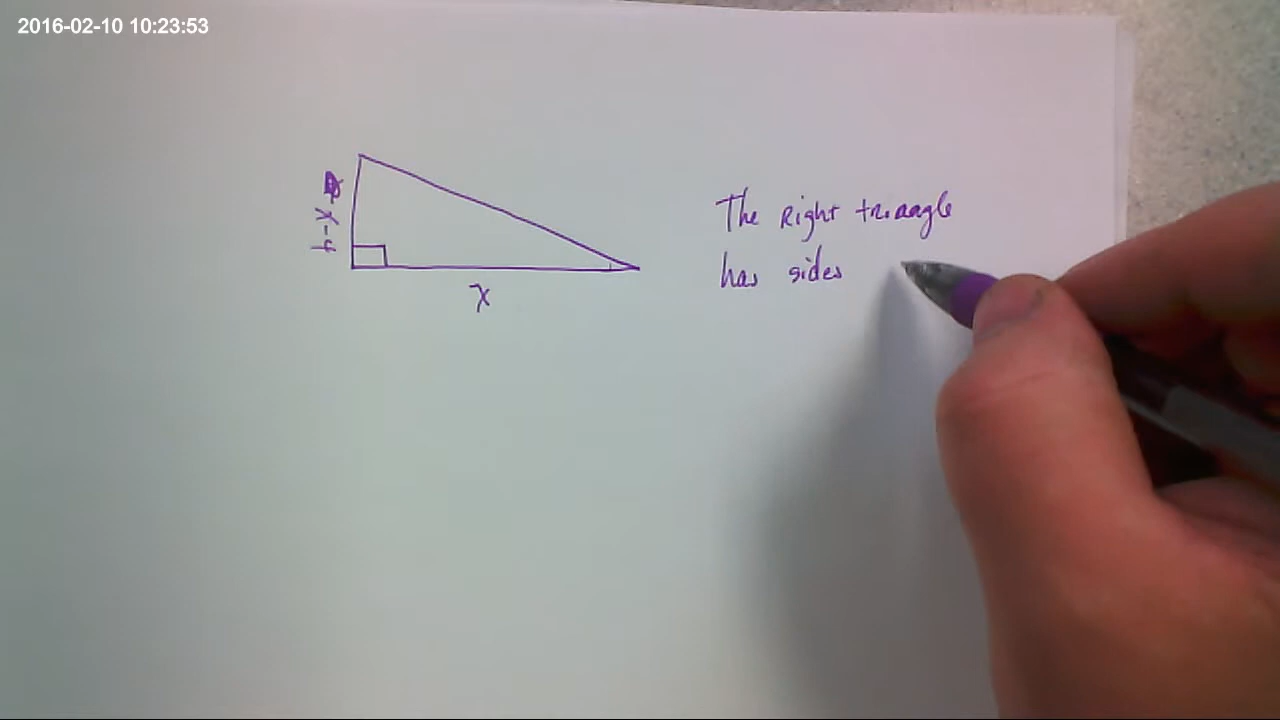 2016-02-10 10:23:53
x-4
x
The right triangle
has sides